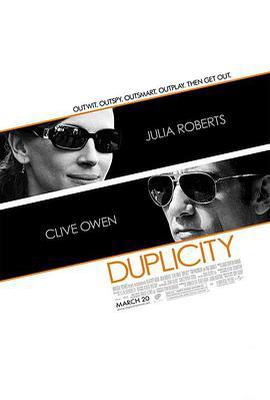 OUTWIT. OUTSPY. OUTSMART. OUTPLAY. THEN GET OUT.
JULIA ROBERTS
CLIVE OWEN
DUPLICITY
MARCH 20